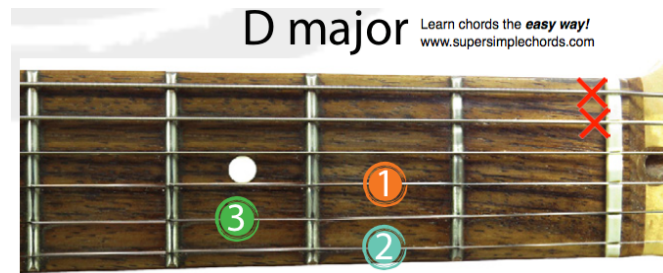 D major
Learn chords the easy way!
www.supersimplechords.com
1
3
2